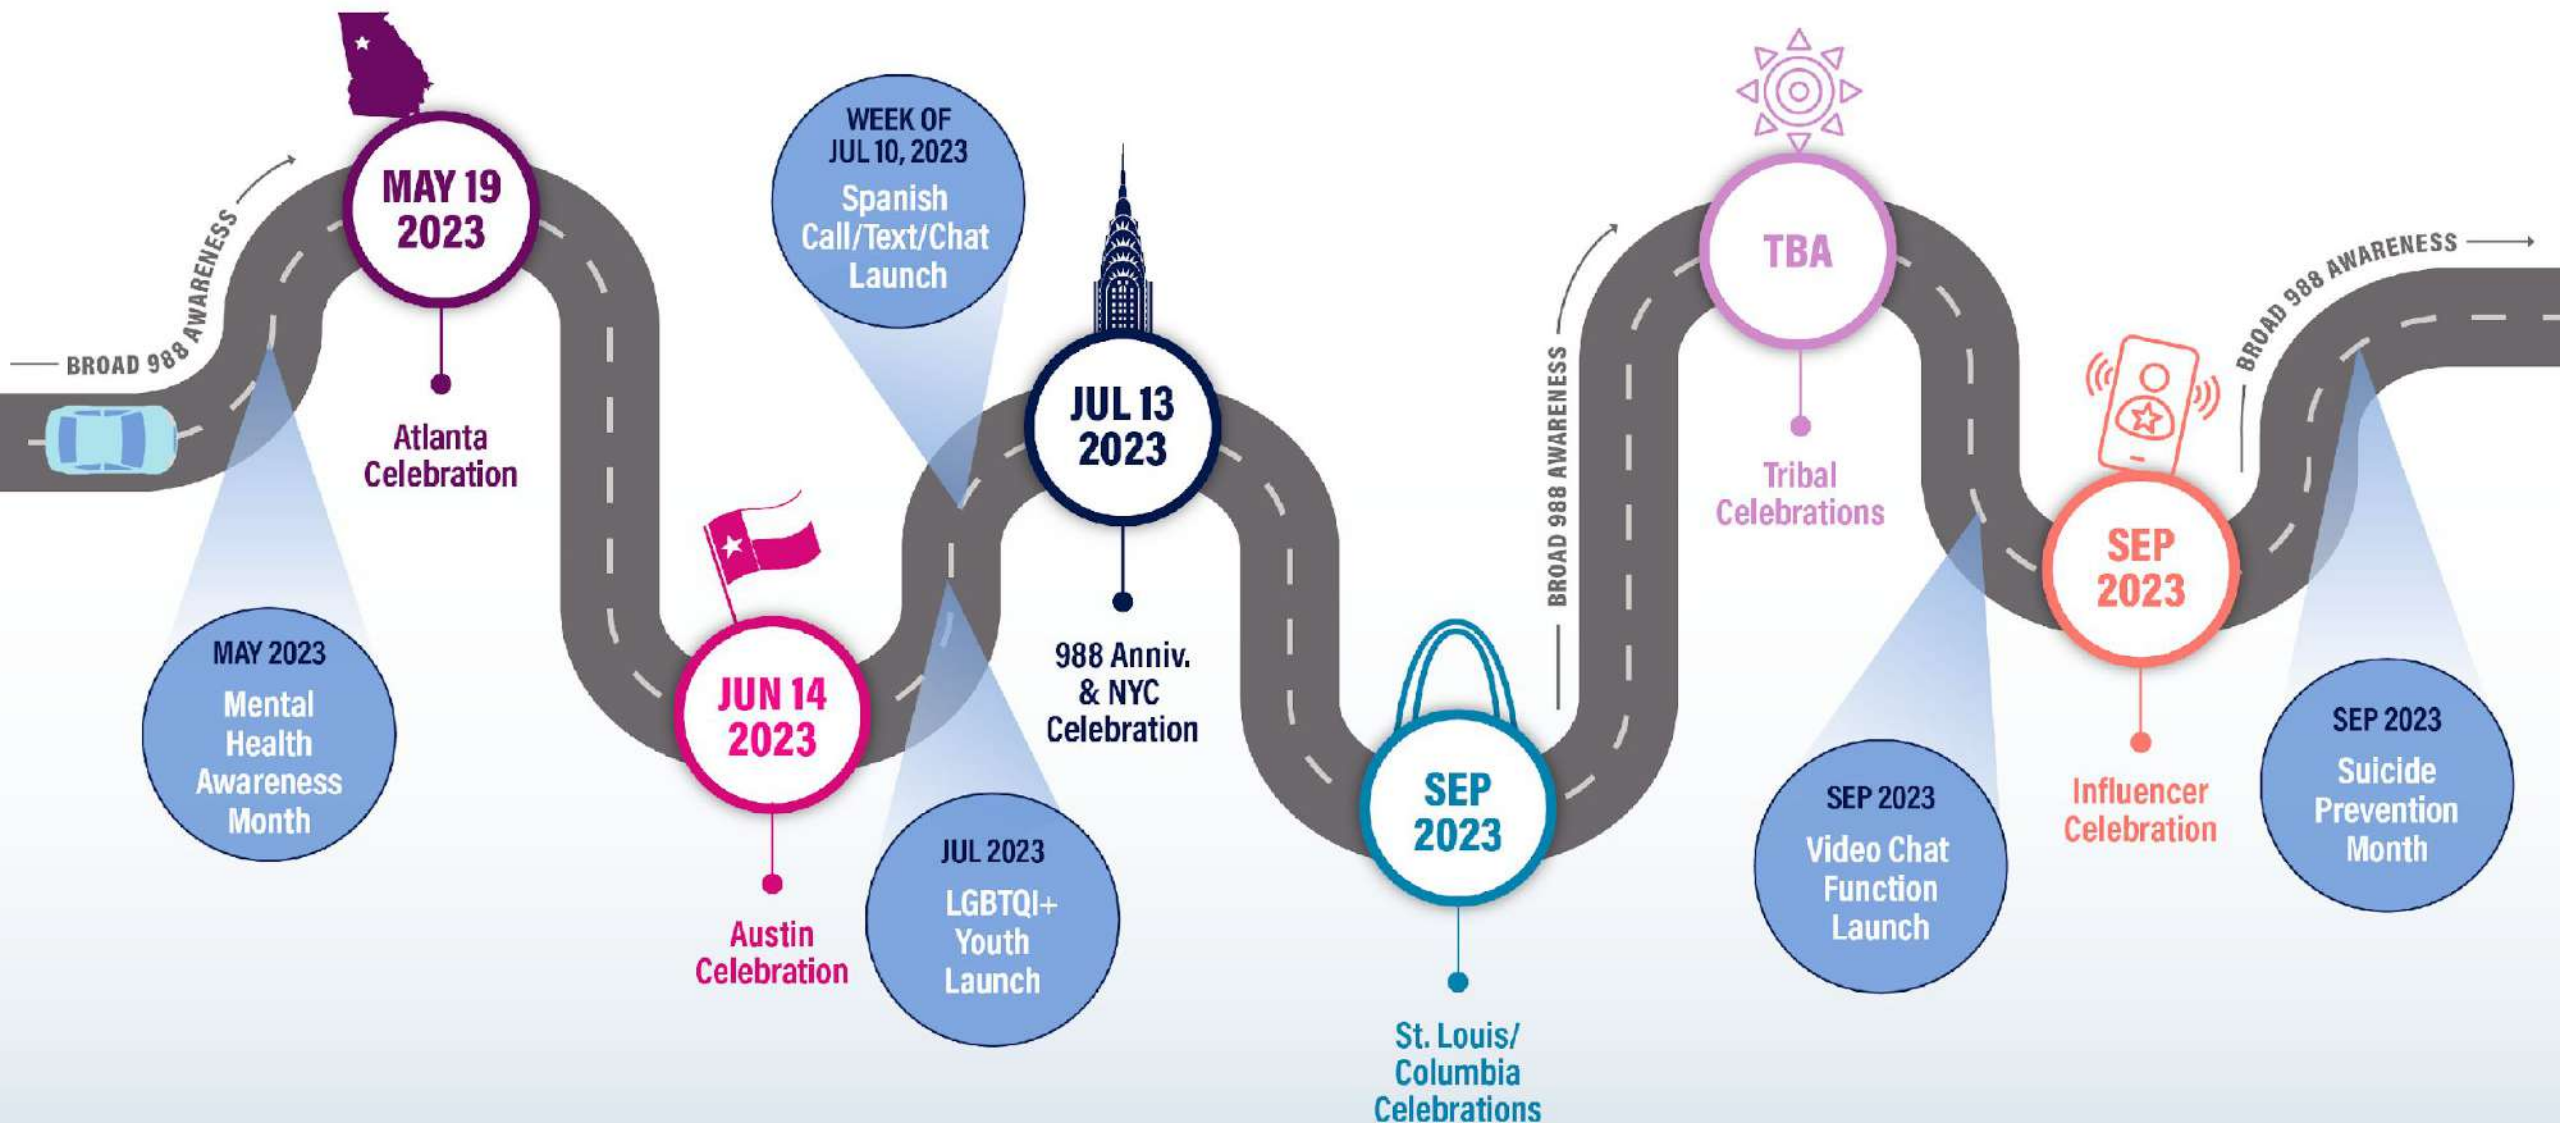 BROAD 988 AWARENESS
MAY 2023
Mental
Health
Awareness
Month
MAY 19
2023
Atlanta
Celebration
JUN 14
2023
Austin
Celebration
JUL 2023
LGBTQI+
Youth
Launch
WEEK OF
JUL 10, 2023
Spanish
Call/Text/Chat
Launch
JUL 13
2023
988 Anniv.
& NYC
Celebration
SEP
2023
St. Louis/
Columbia
Celebrations
BROAD 988 AWARENESS
TBA
Tribal
Celebrations
SEP 2023
Video Chat
Function
Launch
SEP
2023
Influencer
Celebration
BROAD 988 AWARENESS
SEP 2023
Suicide
Prevention
Month